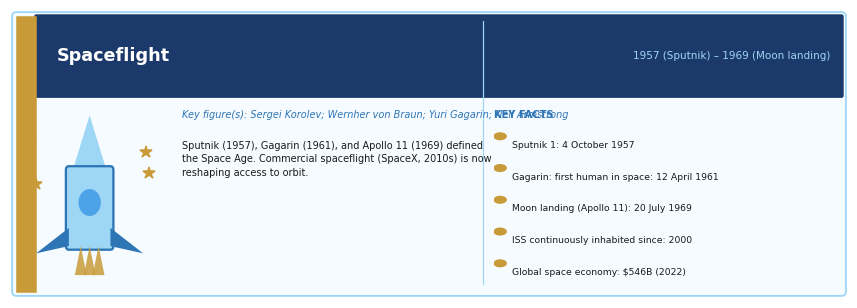 Spaceflight
1957 (Sputnik) – 1969 (Moon landing)
Key figure(s): Sergei Korolev; Wernher von Braun; Yuri Gagarin; Neil Armstrong
Sputnik (1957), Gagarin (1961), and Apollo 11 (1969) defined
the Space Age. Commercial spaceflight (SpaceX, 2010s) is now
reshaping access to orbit.
KEY FACTS
Sputnik 1: 4 October 1957
Gagarin: first human in space: 12 April 1961
Moon landing (Apollo 11): 20 July 1969
ISS continuously inhabited since: 2000
Global space economy: $546B (2022)